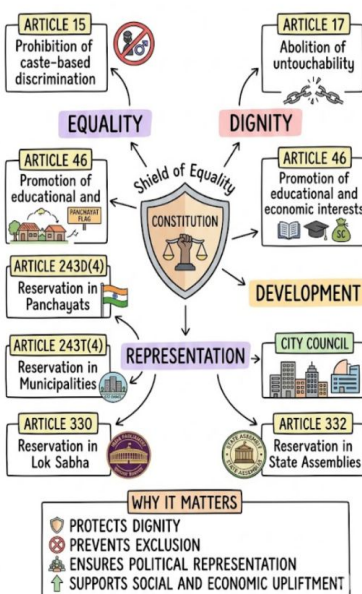 ARTICLE 15
Prohibition of
caste-based
discrimination
ARTICLE 17
Abolition of
untouchability
EQUALITY
DIGNITY
Shield of Equality
CONSTITUTION
ARTICLE 46
Promotion of
educational and
PANCHAYAT
FLAG
ARTICLE 46
Promotion of
educational and
economic interests
SC
ARTICLE 243D(4)
Reservation in
Panchayats
DEVELOPMENT
ARTICLE 243T(4)
Reservation in
Municipalities
REPRESENTATION
CITY COUNCIL
ARTICLE 330
Reservation in
Lok Sabha
STATE ASSEMBLY
ARTICLE 332
Reservation in
State Assemblies
WHY IT MATTERS
PROTECTS DIGNITY
PREVENTS EXCLUSION
ENSURES POLITICAL REPRESENTATION
SUPPORTS SOCIAL AND ECONOMIC UPLIFTMENT